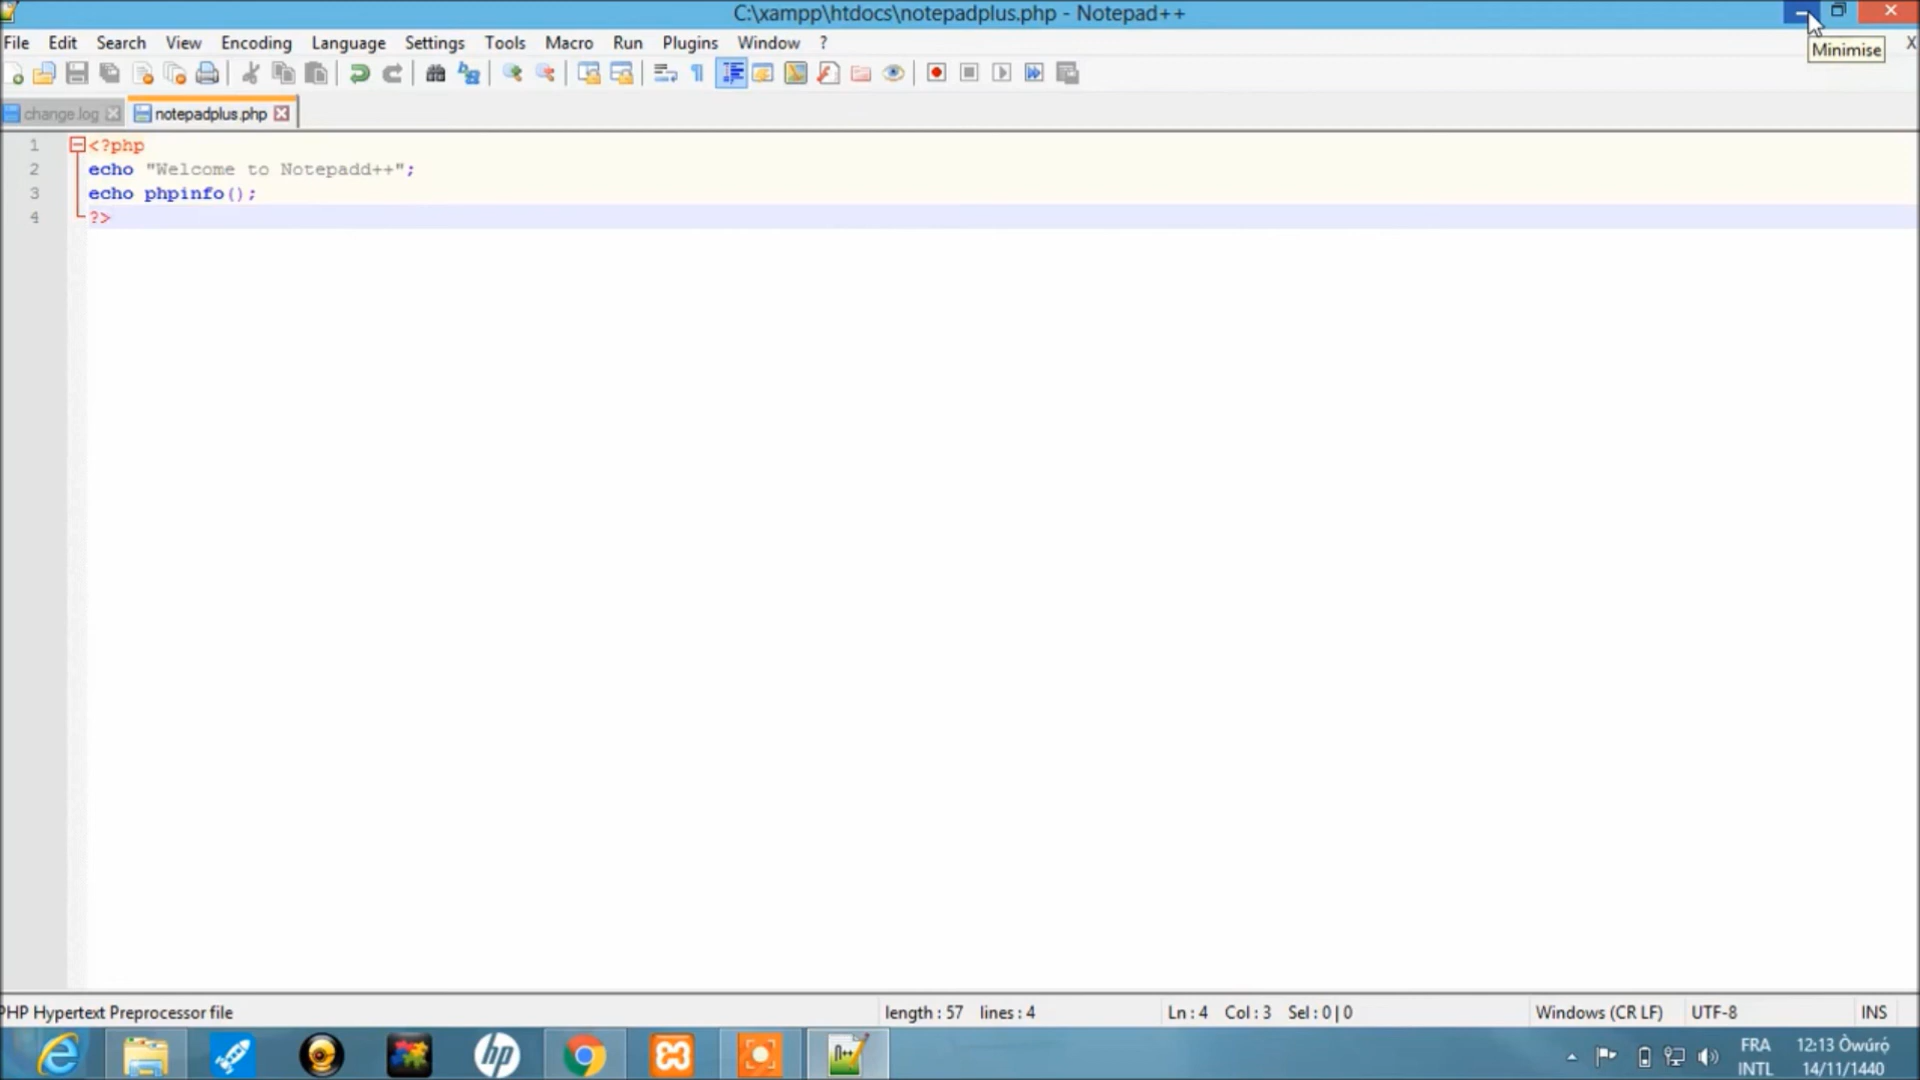 C:\xampp\htdocs\notepadplus.php - Notepad++
File Edit Search View Encoding Language Settings Tools Macro Run Plugins Window ? X
Minimise
change.log notepadplus.php
1 <?php
2 echo "Welcome to Notepadd++";
3 echo phpinfo();
4 ?>
PHP Hypertext Preprocessor file length : 57 lines : 4 Ln : 4 Col : 3 Sel : 0 | 0 Windows (CR LF) UTF-8 INS
hp n++ FRA 12:13 Òwúrọ́
INTL 14/11/1440